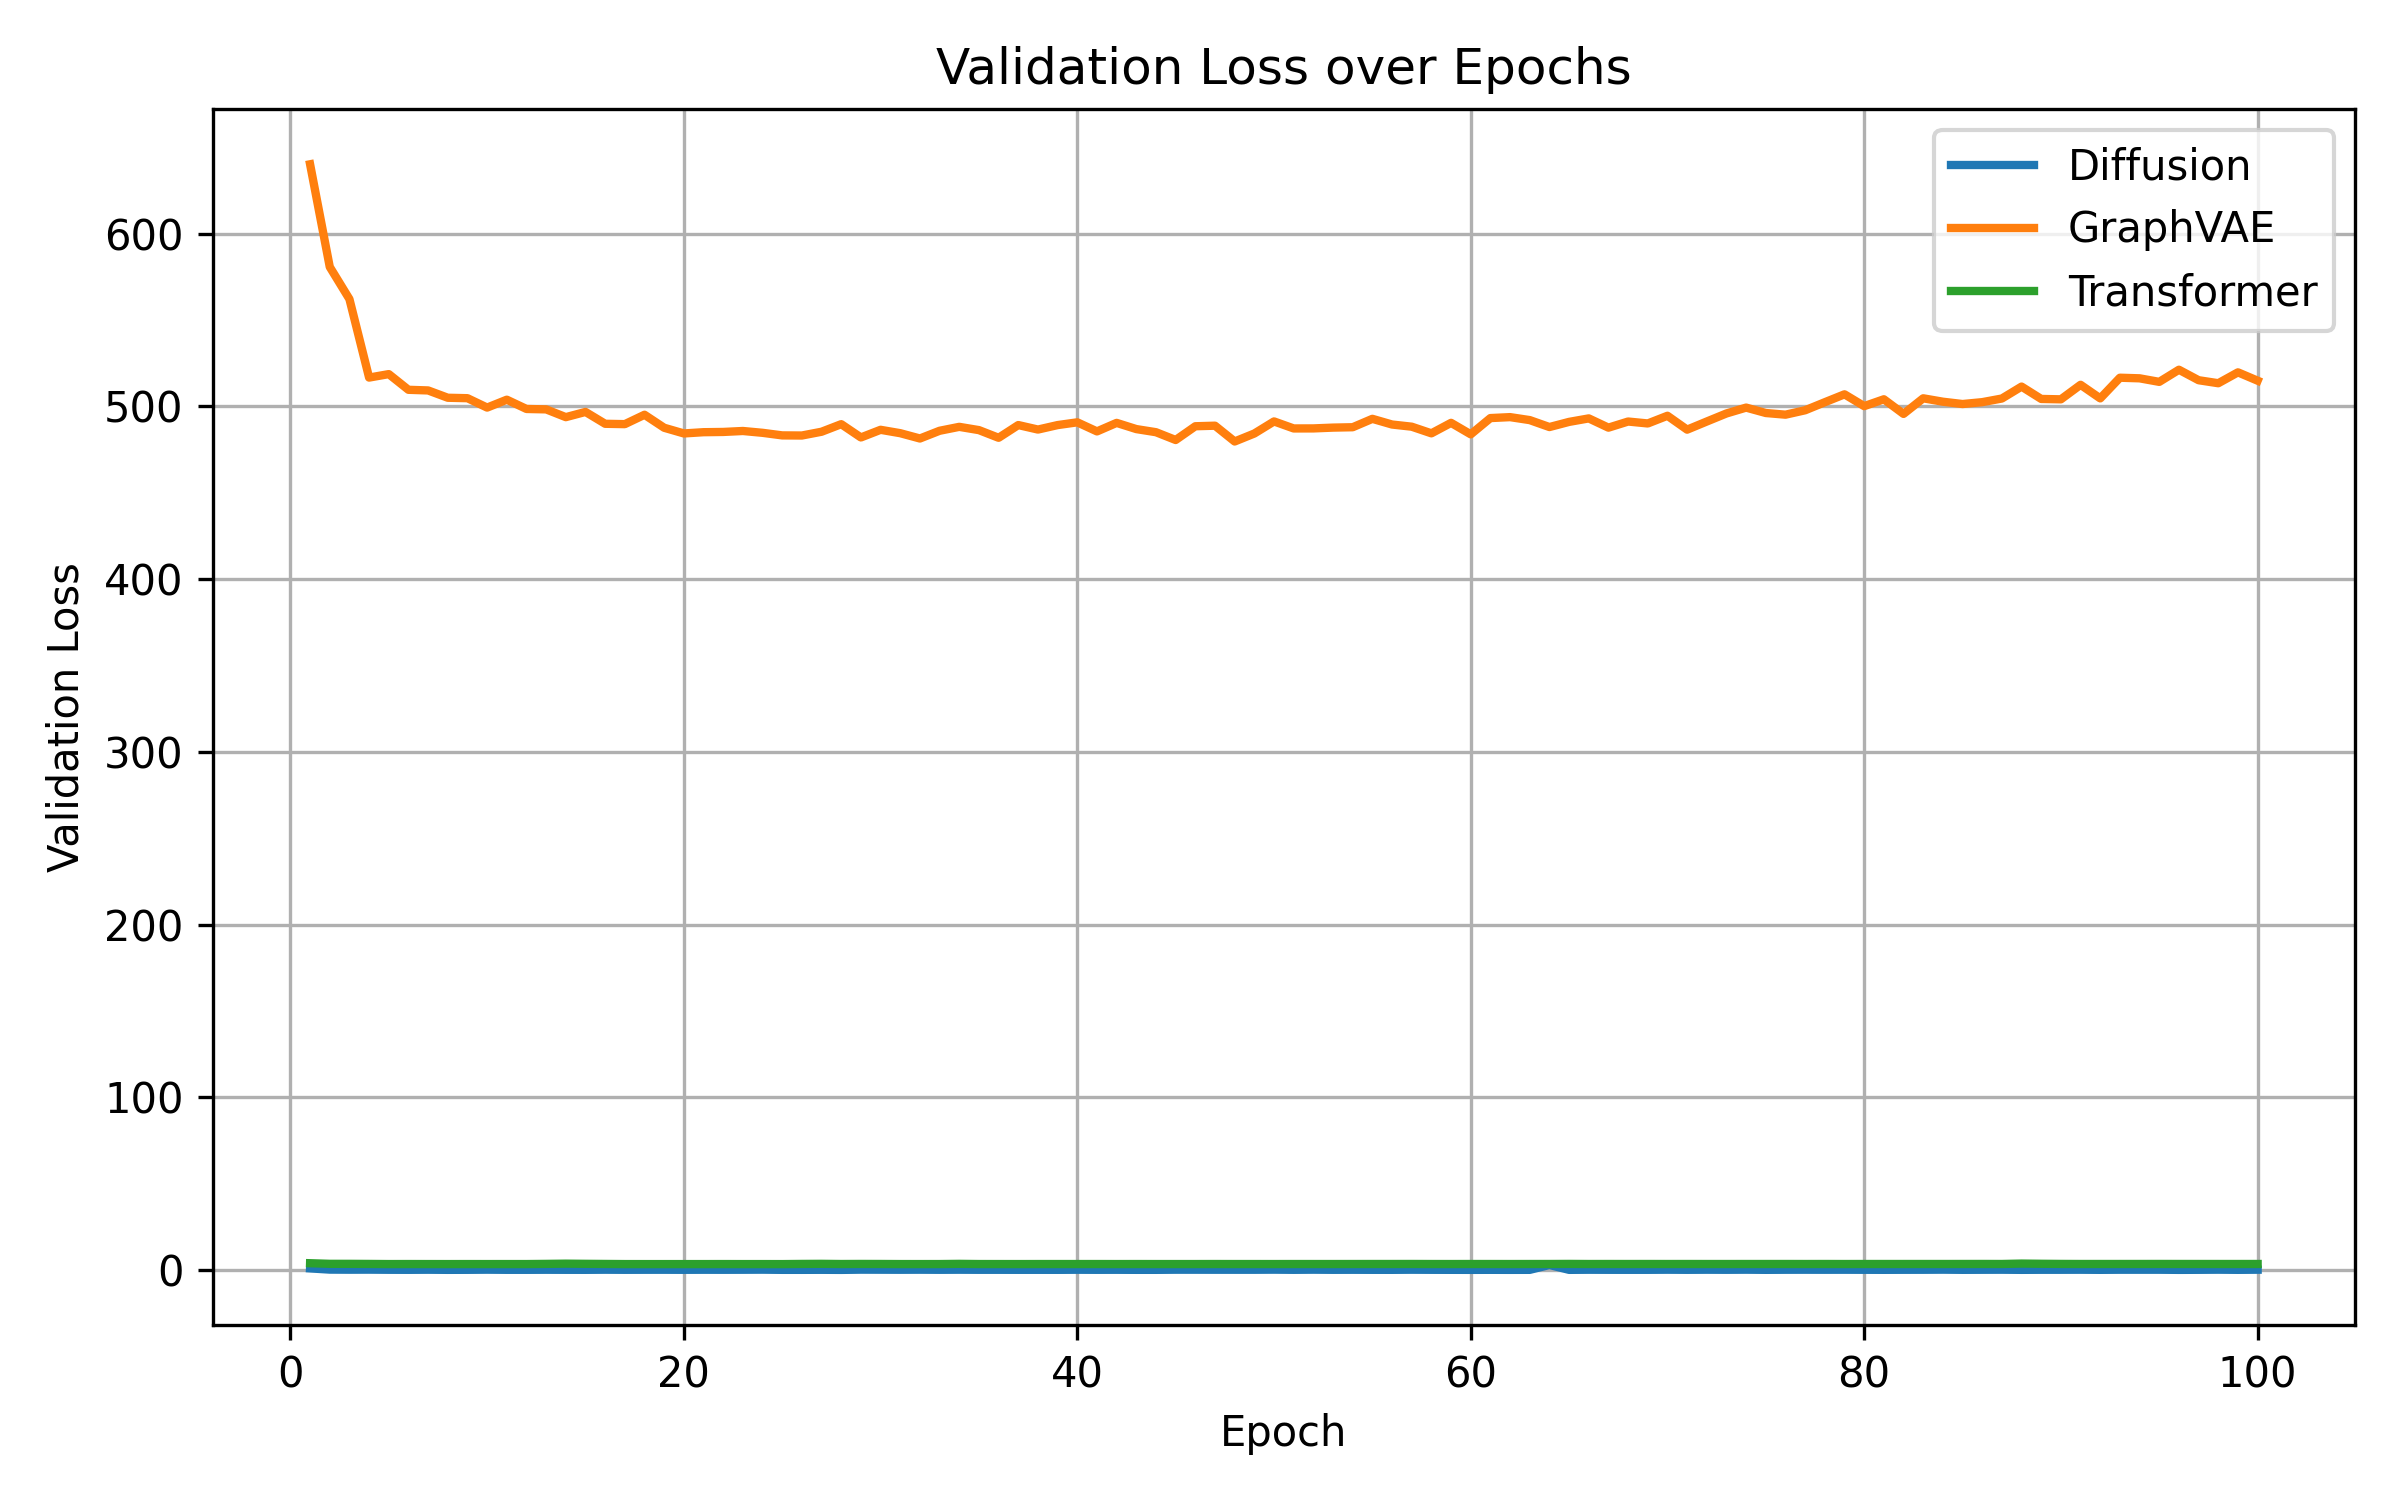 Validation Loss over Epochs
Diffusion
GraphVAE
Transformer
Validation Loss
600
500
400
300
200
100
0
0 20 40 60 80 100
Epoch